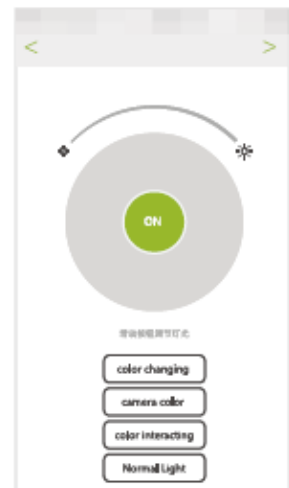 <
>
ON
color changing
camera color
color interacting
Normal Light